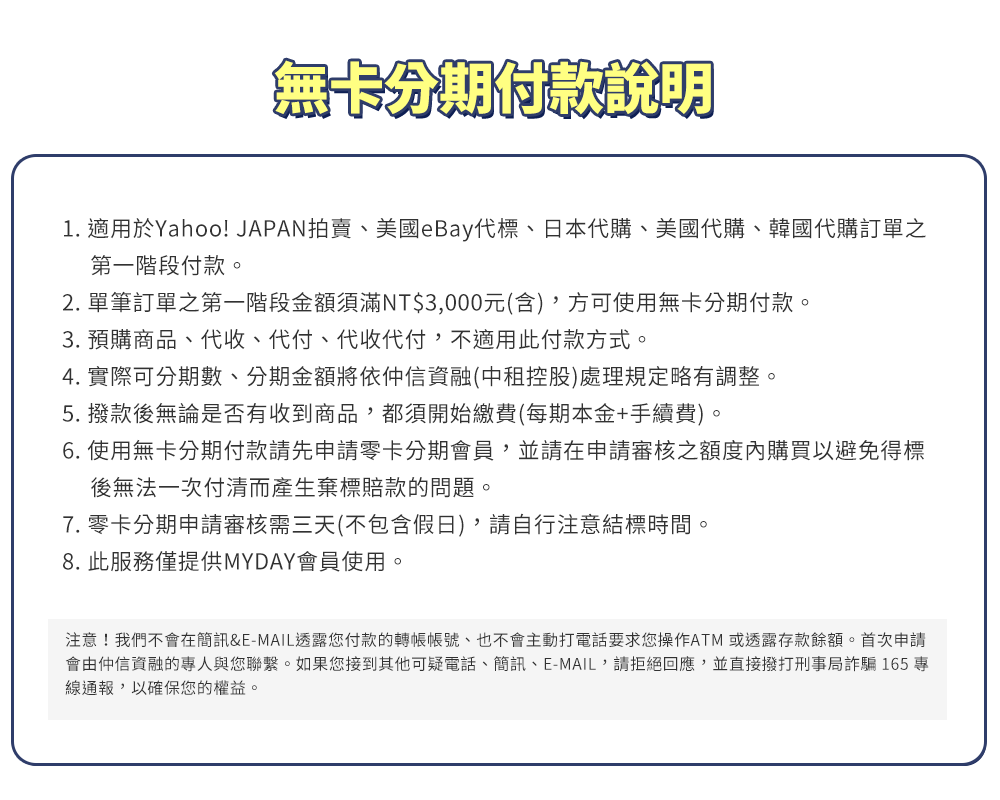 無卡分期付款說明
1. 適用於Yahoo! JAPAN拍賣、美國eBay代標、日本代購、美國代購、韓國代購訂單之
第一階段付款。
2. 單筆訂單之第一階段金額須滿NT$3,000元(含)，方可使用無卡分期付款。
3. 預購商品、代收、代付、代收代付，不適用此付款方式。
4. 實際可分期數、分期金額將依仲信資融(中租控股)處理規定略有調整。
5. 撥款後無論是否有收到商品，都須開始繳費(每期本金+手續費)。
6. 使用無卡分期付款請先申請零卡分期會員，並請在申請審核之額度內購買以避免得標
後無法一次付清而產生棄標賠款的問題。
7. 零卡分期申請審核需三天(不包含假日)，請自行注意結標時間。
8. 此服務僅提供MYDAY會員使用。
注意！我們不會在簡訊&E-MAIL透露您付款的轉帳帳號、也不會主動打電話要求您操作ATM 或透露存款餘額。首次申請
會由仲信資融的專人與您聯繫。如果您接到其他可疑電話、簡訊、E-MAIL，請拒絕回應，並直接撥打刑事局詐騙 165 專
線通報，以確保您的權益。